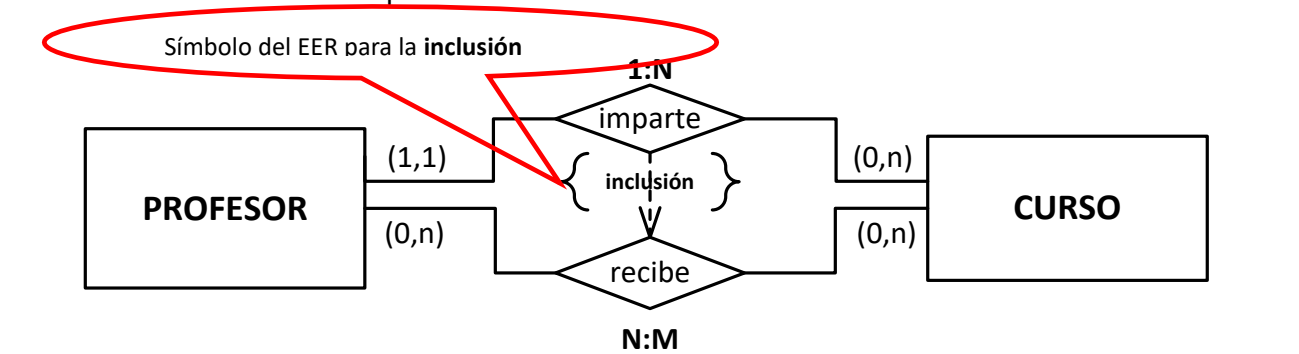 Símbolo del EER para la inclusión
1:N
imparte
(1,1)
(0,n)
inclusión
PROFESOR
CURSO
(0,n)
(0,n)
recibe
N:M